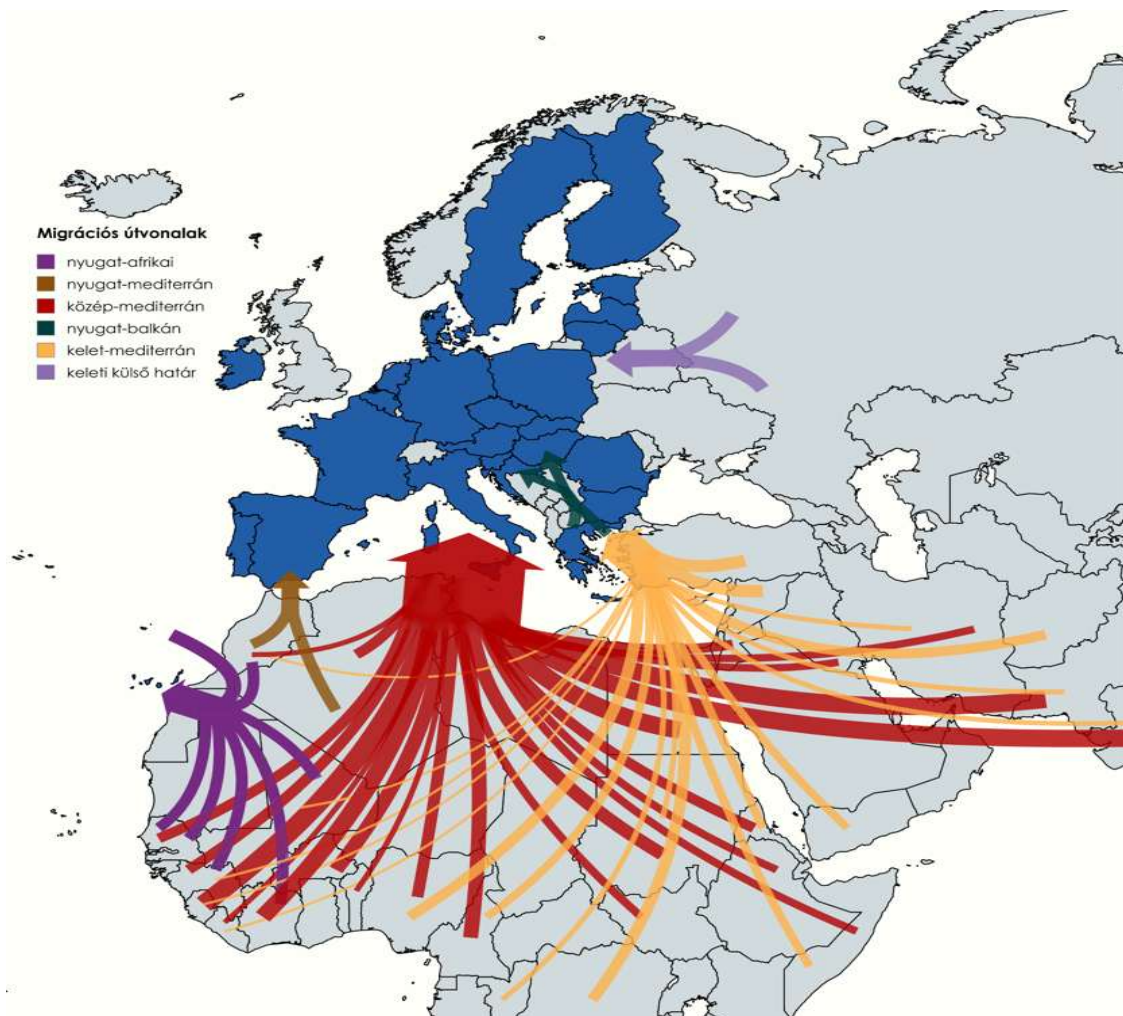 Migrációs útvonalak
nyugat-afrikai
nyugat-mediterrán
közép-mediterrán
nyugat-balkán
kelet-mediterrán
keleti külső határ